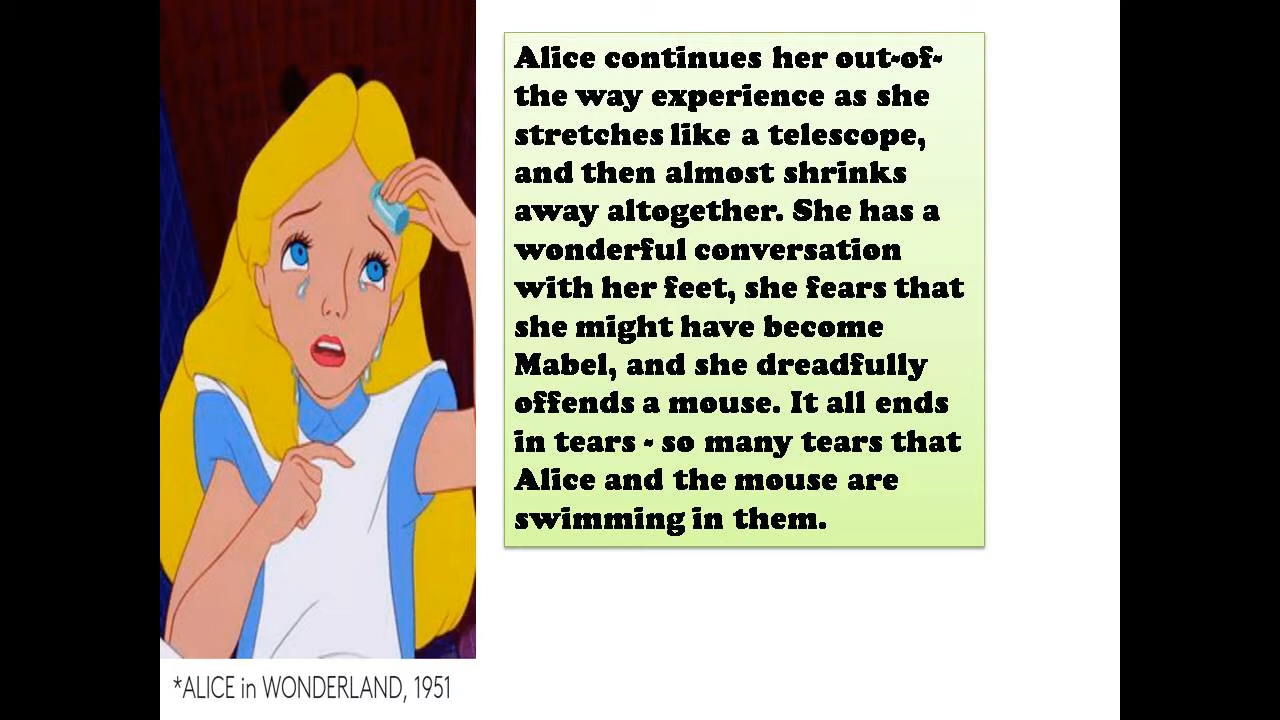 Alice continues her out-of-
the way experience as she
stretches like a telescope,
and then almost shrinks
away altogether. She has a
wonderful conversation
with her feet, she fears that
she might have become
Mabel, and she dreadfully
offends a mouse. It all ends
in tears - so many tears that
Alice and the mouse are
swimming in them.
*ALICE in WONDERLAND, 1951